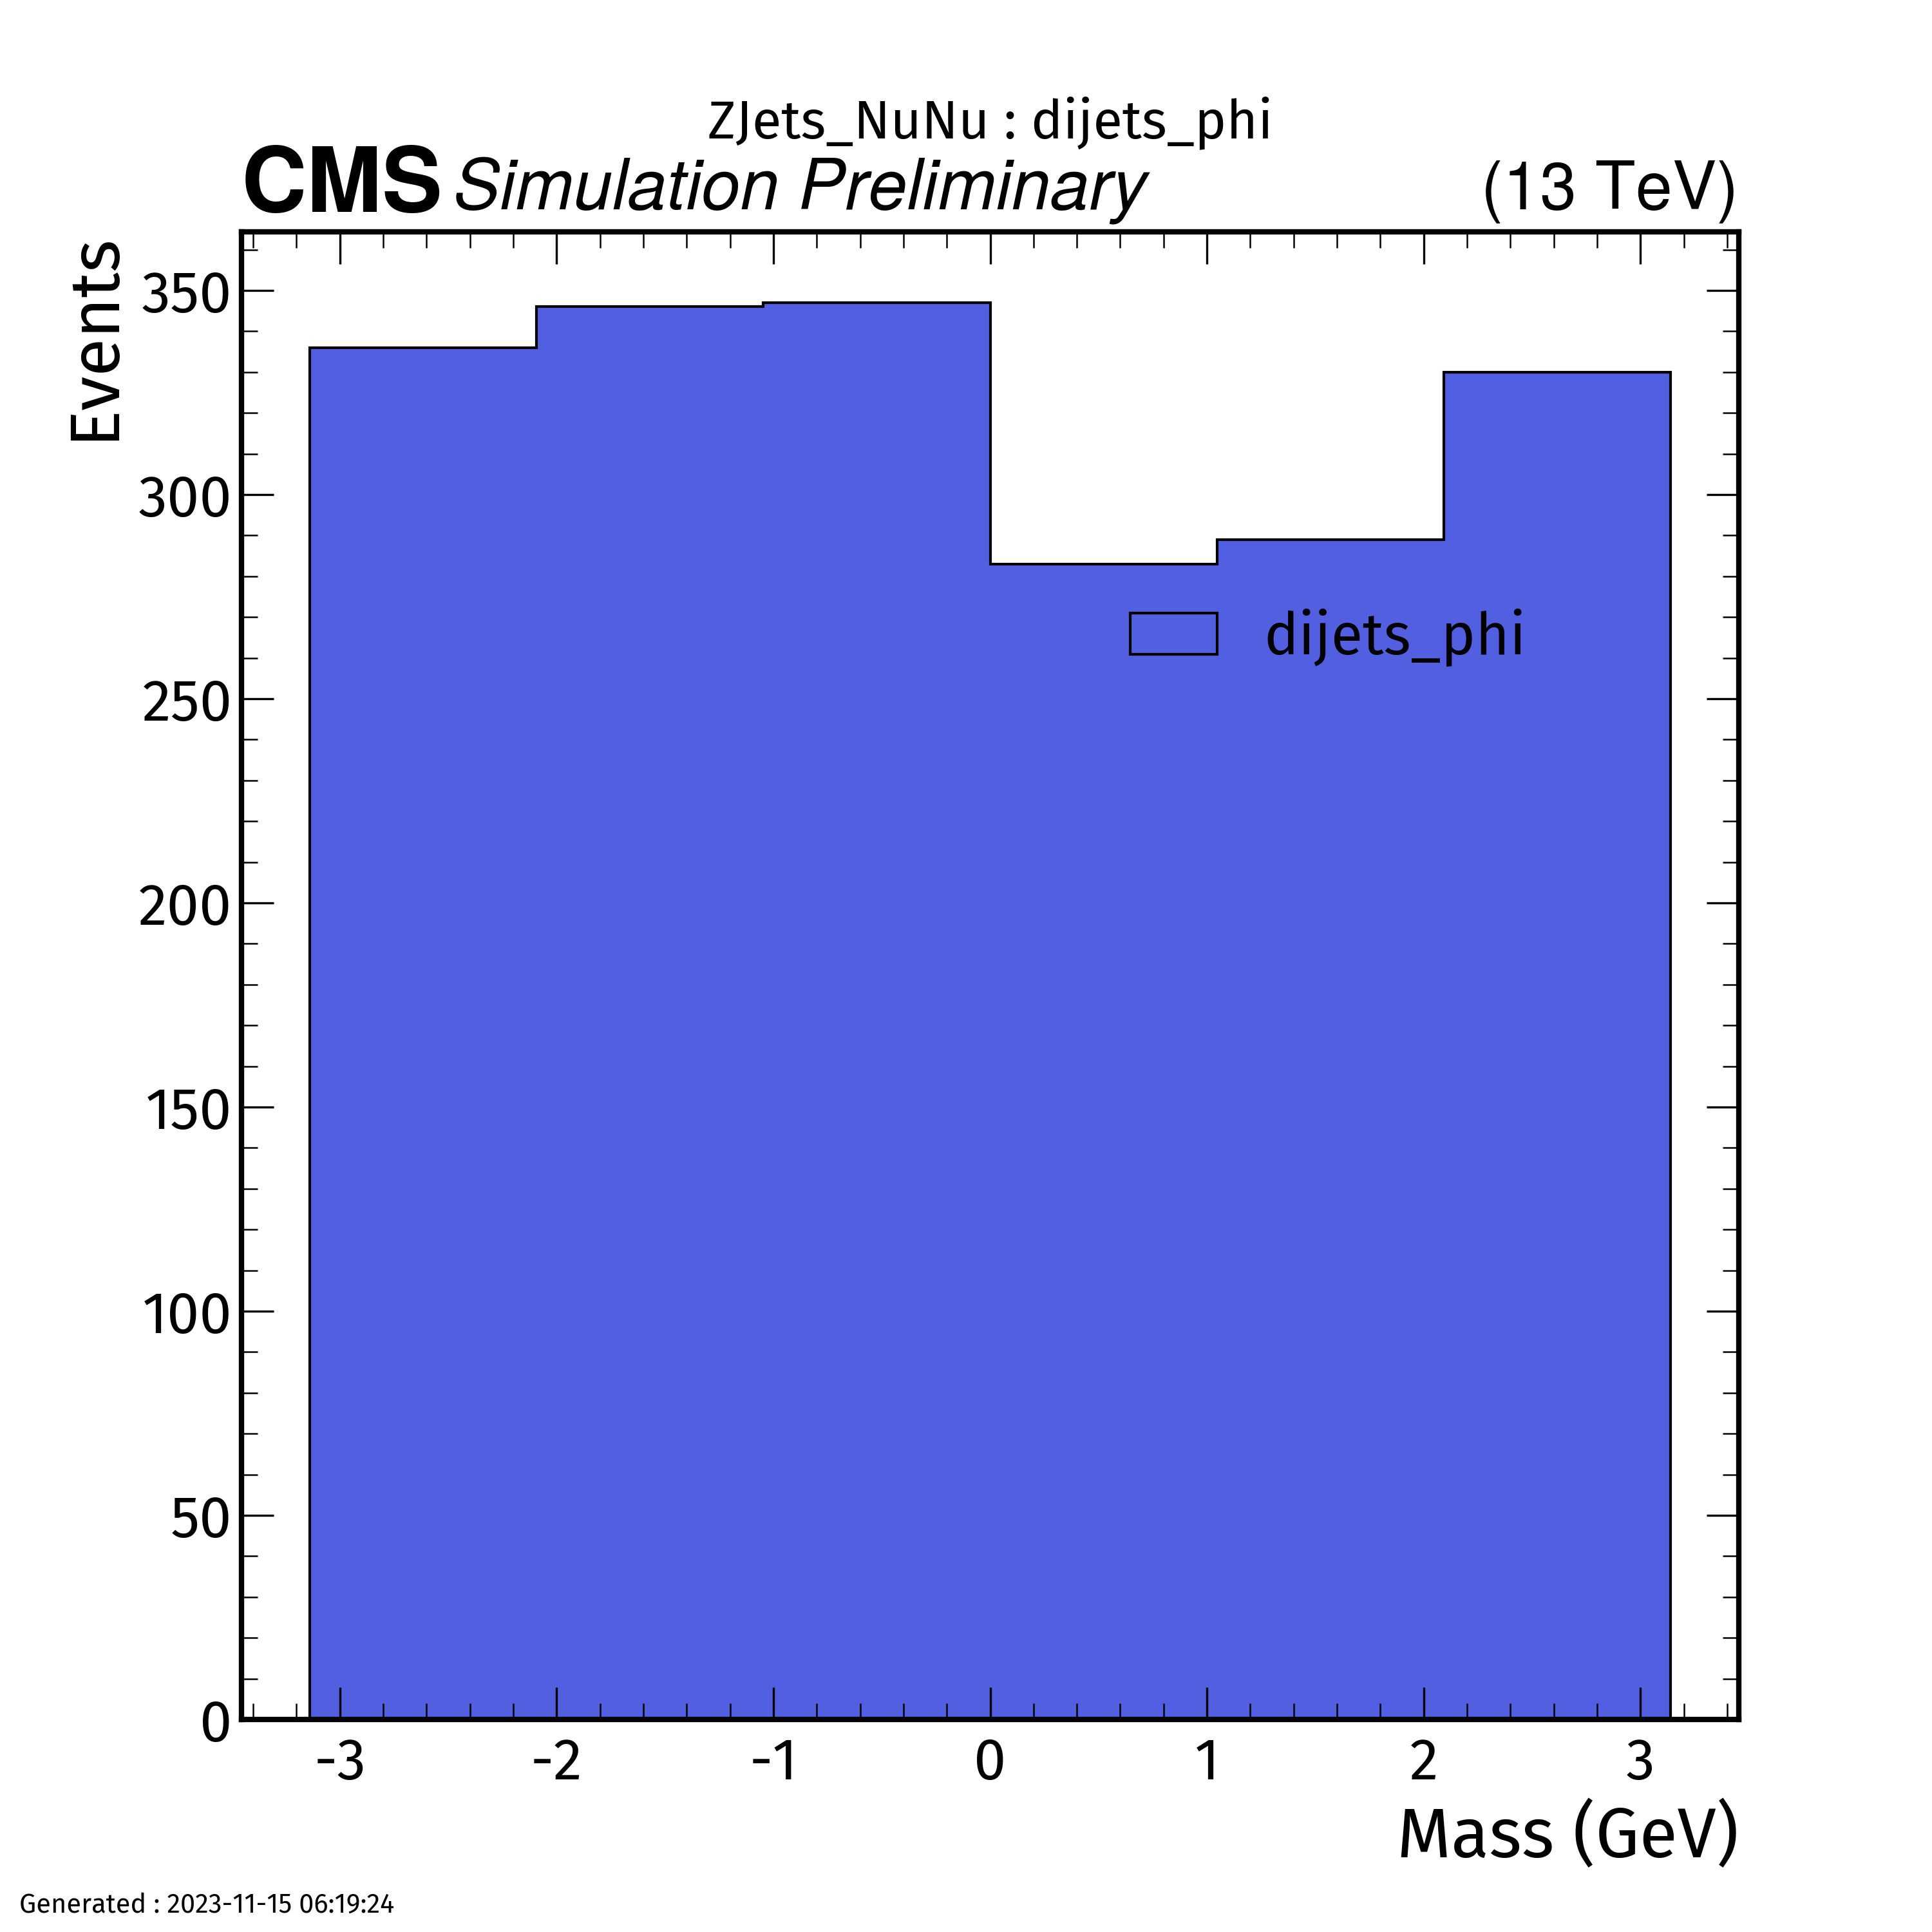 ZJets_NuNu : dijets_phi
CMS Simulation Preliminary (13 TeV)
Events
350
300
250
200
150
100
50
0
dijets_phi
-3 -2 -1 0 1 2 3
Mass (GeV)
Generated : 2023-11-15 06:19:24